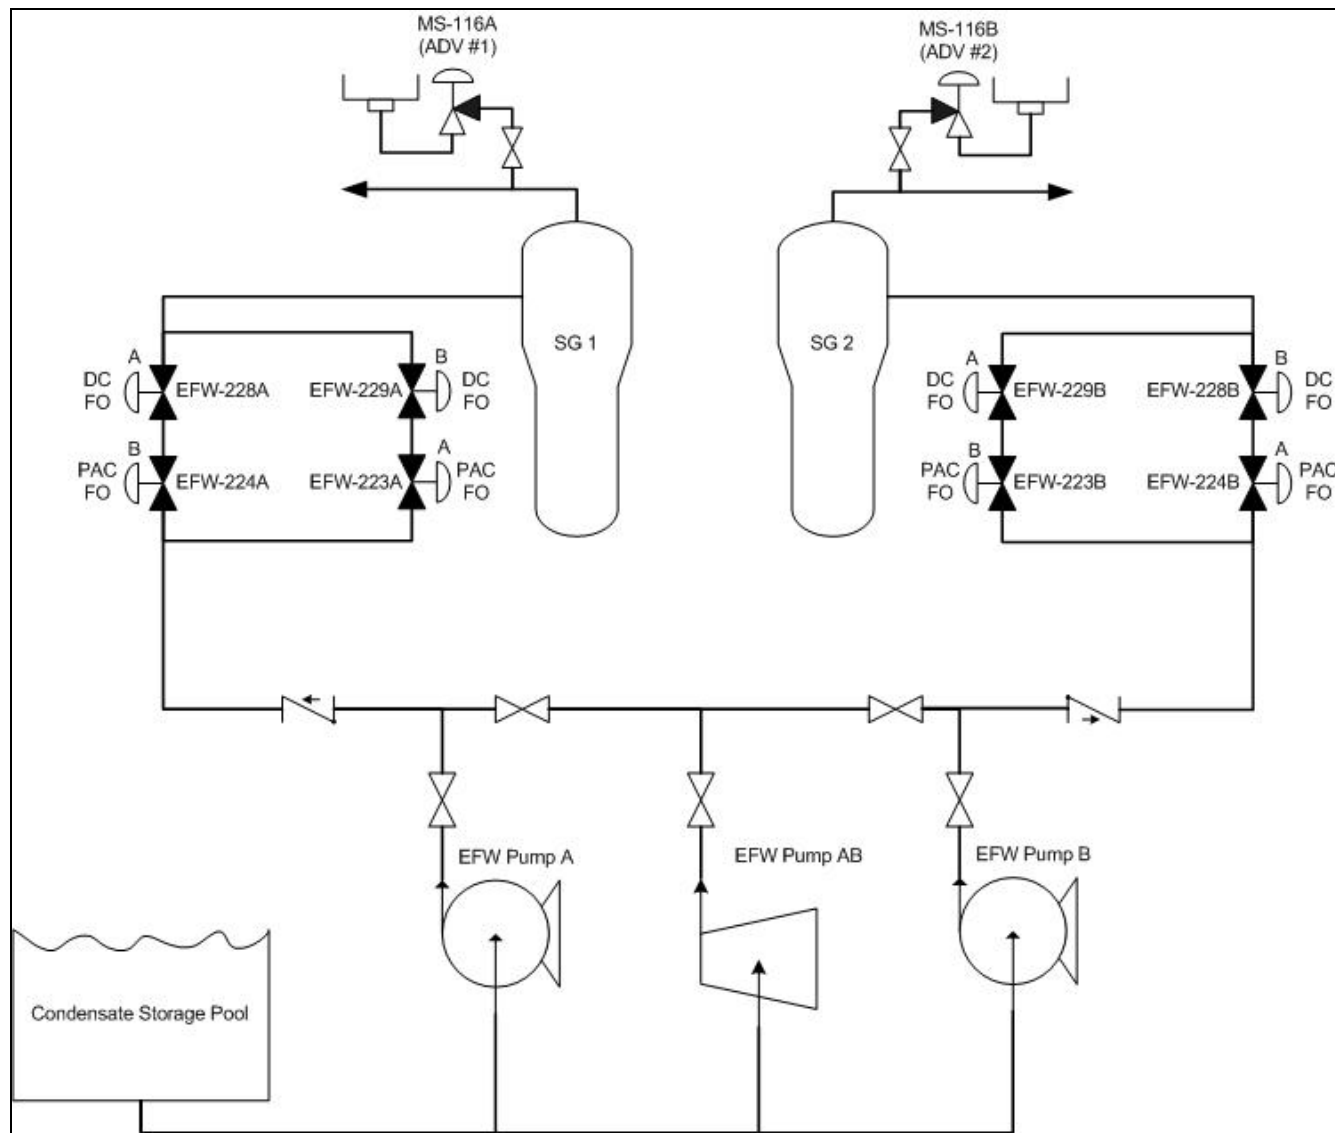 MS-116A
(ADV #1)
MS-116B
(ADV #2)
SG 1
SG 2
A
DC
FO
EFW-228A
B
EFW-229A
DC
FO
A
DC
FO
EFW-229B
B
EFW-228B
DC
FO
B
PAC
FO
EFW-224A
A
EFW-223A
PAC
FO
B
PAC
FO
EFW-223B
A
EFW-224B
PAC
FO
EFW Pump A
EFW Pump AB
EFW Pump B
Condensate Storage Pool